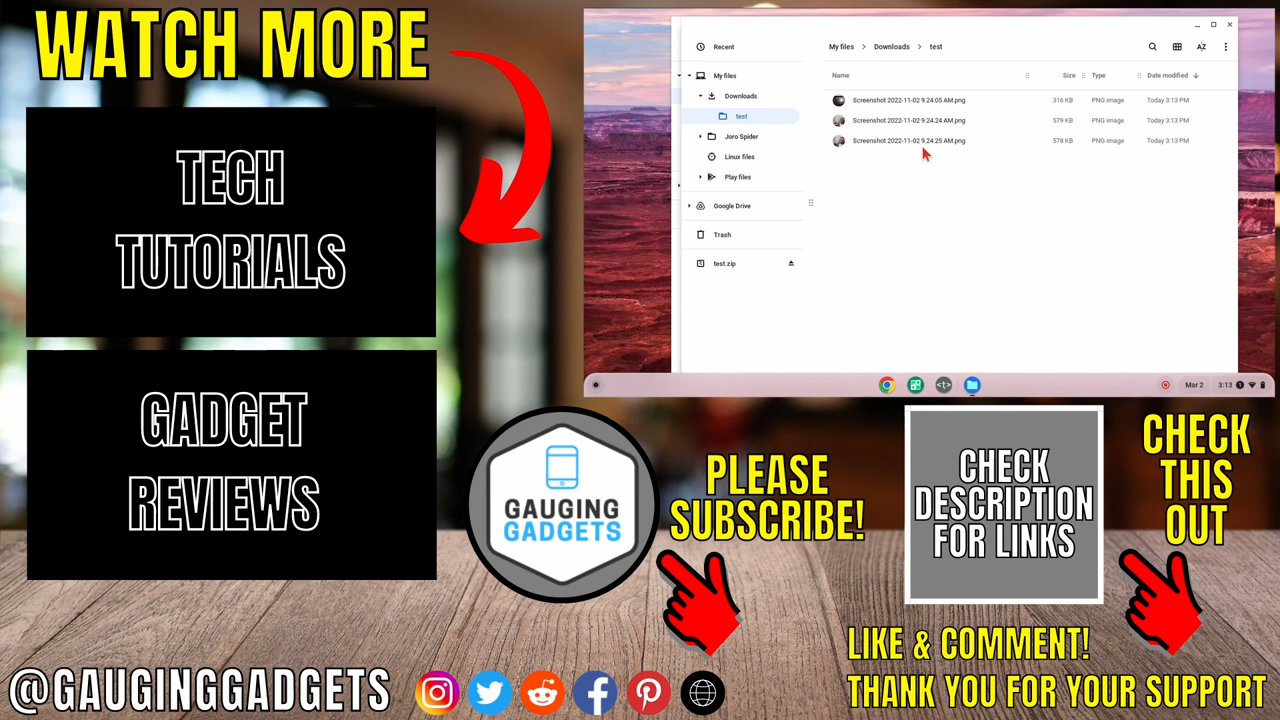 WATCH MORE
TECH
TUTORIALS
GADGET
REVIEWS
Recent
My files
Downloads
test
Joro Spider
Linux files
Play files
Google Drive
Trash
test.zip
My files > Downloads > test
AZ
Name Size Type Date modified
Screenshot 2022-11-02 9.24.05 AM.png 316 KB PNG image Today 3:13 PM
Screenshot 2022-11-02 9.24.24 AM.png 579 KB PNG image Today 3:13 PM
Screenshot 2022-11-02 9.24.25 AM.png 578 KB PNG image Today 3:13 PM
<t>
Mar 2 3:13 1
GAUGING
GADGETS
PLEASE
SUBSCRIBE!
CHECK
DESCRIPTION
FOR LINKS
CHECK
THIS
OUT
LIKE & COMMENT!
THANK YOU FOR YOUR SUPPORT
@GAUGINGGADGETS